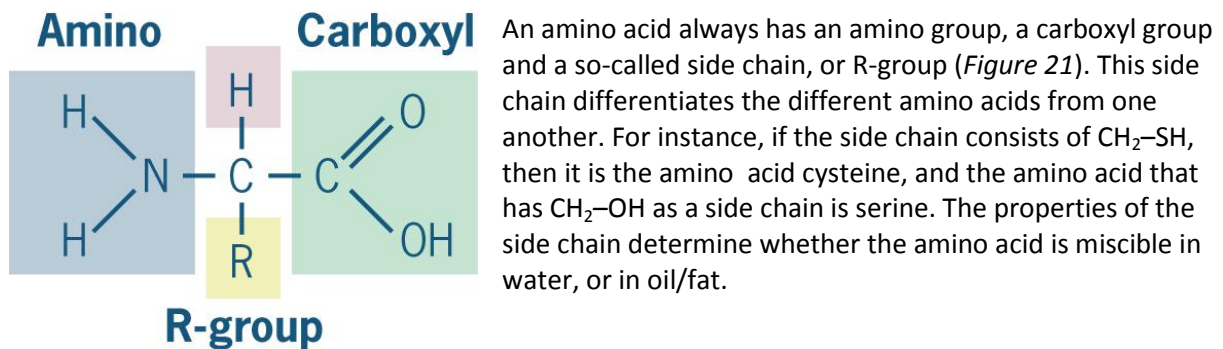 Amino Carboxyl
H H O
N C C
H R OH
R-group
An amino acid always has an amino group, a carboxyl group
and a so-called side chain, or R-group (Figure 21). This side
chain differentiates the different amino acids from one
another. For instance, if the side chain consists of CH₂–SH,
then it is the amino acid cysteine, and the amino acid that
has CH₂–OH as a side chain is serine. The properties of the
side chain determine whether the amino acid is miscible in
water, or in oil/fat.